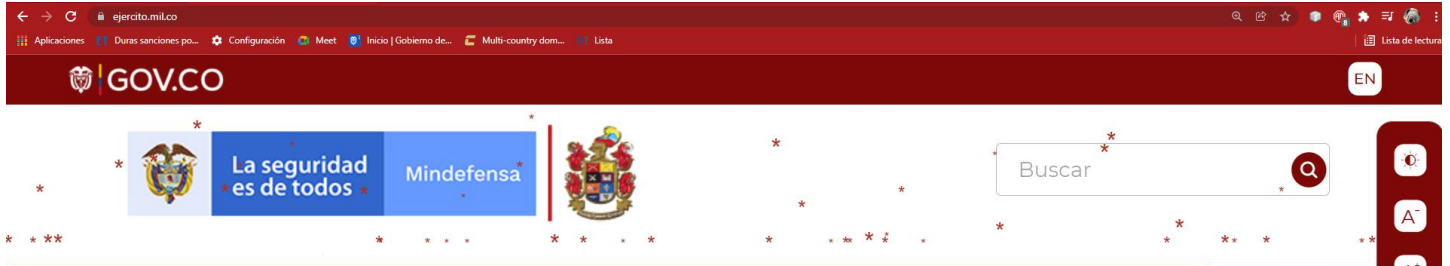 ejercito.mil.co
Aplicaciones Duras sanciones po... Configuración Meet Inicio | Gobierno de... Multi-country dom... Lista Lista de lectura
GOV.CO EN
La seguridad
es de todos
Mindefensa
Buscar
A-